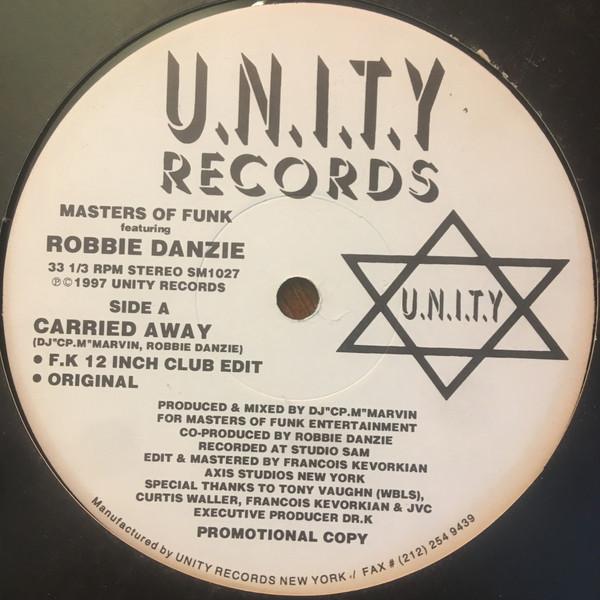 U.N.I.T.Y
RECORDS
MASTERS OF FUNK
featuring
ROBBIE DANZIE
33 1/3 RPM STEREO SM1027
℗©1997 UNITY RECORDS
SIDE A
CARRIED AWAY
(DJ"CP.M"MARVIN, ROBBIE DANZIE)
• F.K 12 INCH CLUB EDIT
• ORIGINAL
U.N.I.T.Y
PRODUCED & MIXED BY DJ"CP.M"MARVIN
FOR MASTERS OF FUNK ENTERTAINMENT
CO-PRODUCED BY ROBBIE DANZIE
RECORDED AT STUDIO SAM
EDIT & MASTERED BY FRANCOIS KEVORKIAN
AXIS STUDIOS NEW YORK
SPECIAL THANKS TO TONY VAUGHN (WBLS),
CURTIS WALLER, FRANCOIS KEVORKIAN & JVC
EXECUTIVE PRODUCER DR.K
PROMOTIONAL COPY
Manufactured by UNITY RECORDS NEW YORK ./ FAX # (212) 254 9439